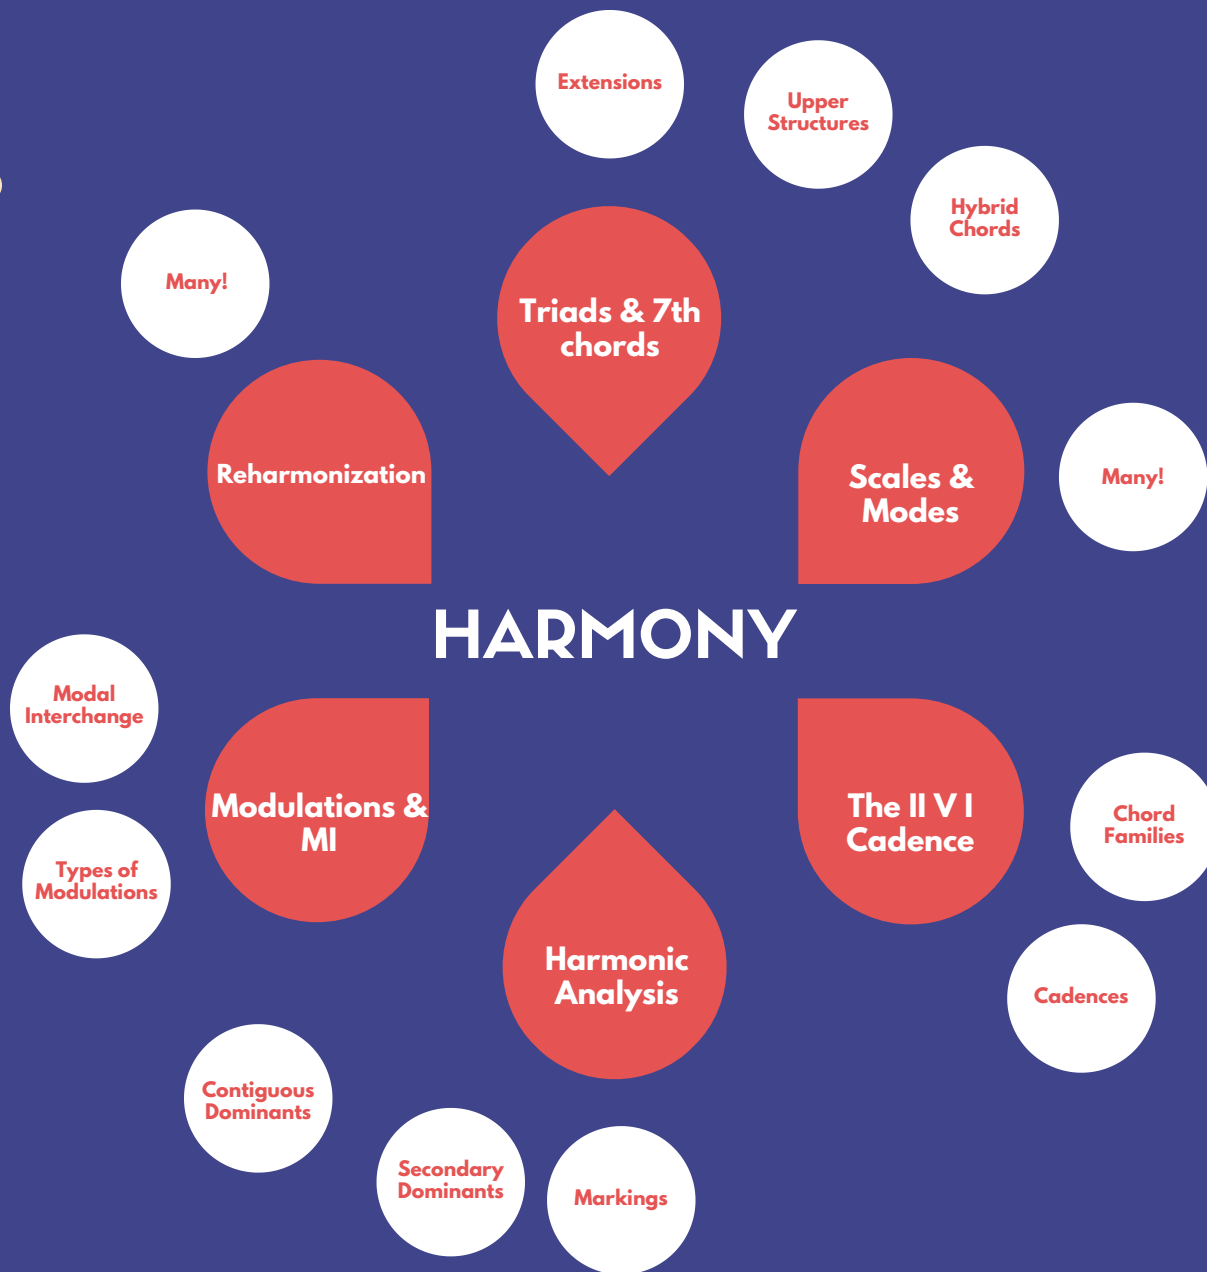 Extensions
Upper
Structures
Hybrid
Chords
Many!
Triads & 7th
chords
Reharmonization
Scales &
Modes
Many!
HARMONY
Modal
Interchange
Modulations &
MI
The II V I
Cadence
Chord
Families
Types of
Modulations
Harmonic
Analysis
Cadences
Contiguous
Dominants
Secondary
Dominants
Markings